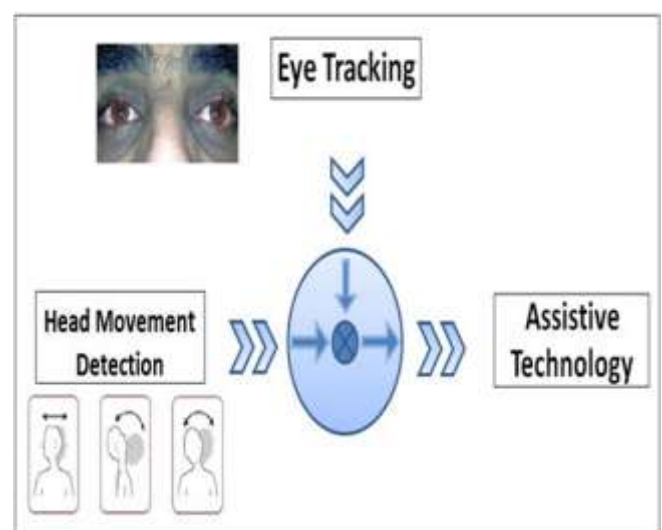 Eye Tracking
Head Movement
Detection
Assistive
Technology